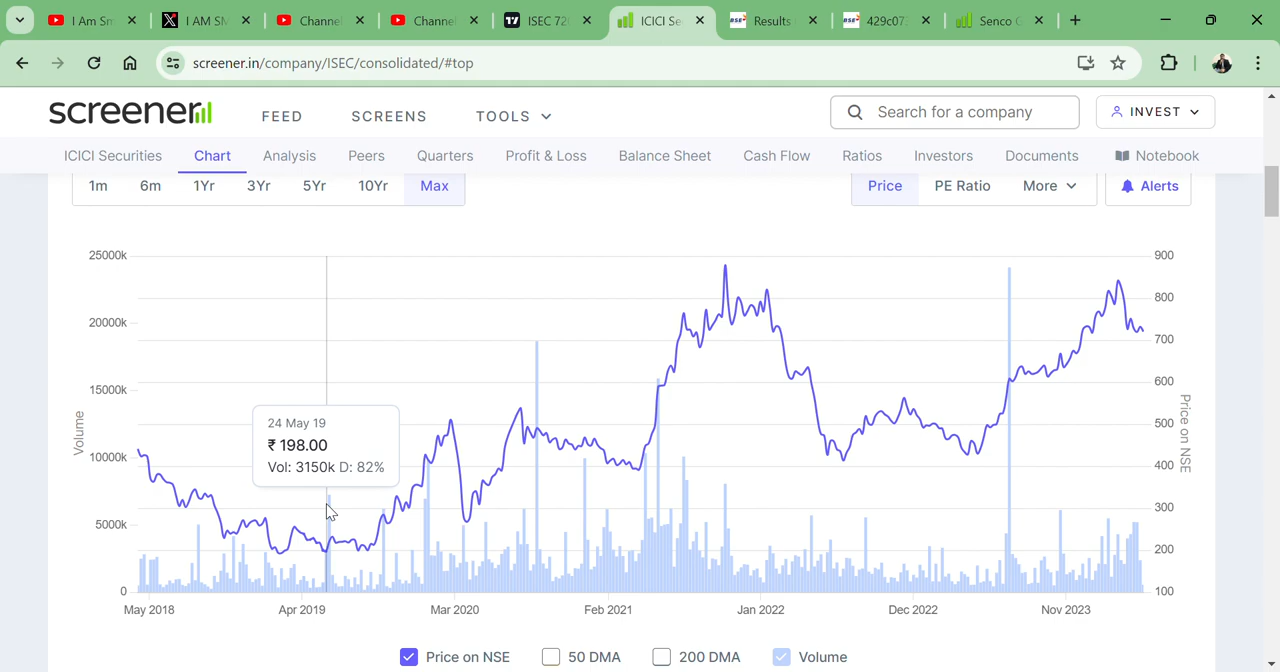 I Am Sm
I AM SM
Channel
Channel
ISEC 72
ICICI Se
BSE Results
BSE 429c07
Senco G
screener.in/company/ISEC/consolidated/#top
screener FEED SCREENS TOOLS Search for a company INVEST
ICICI Securities Chart Analysis Peers Quarters Profit & Loss Balance Sheet Cash Flow Ratios Investors Documents Notebook
1m 6m 1Yr 3Yr 5Yr 10Yr Max Price PE Ratio More Alerts
25000k 900
800
20000k
700
15000k
600
500
10000k
400
300
5000k
200
0 100
Volume
Price on NSE
24 May 19
₹ 198.00
Vol: 3150k D: 82%
May 2018 Apr 2019 Mar 2020 Feb 2021 Jan 2022 Dec 2022 Nov 2023
Price on NSE 50 DMA 200 DMA Volume